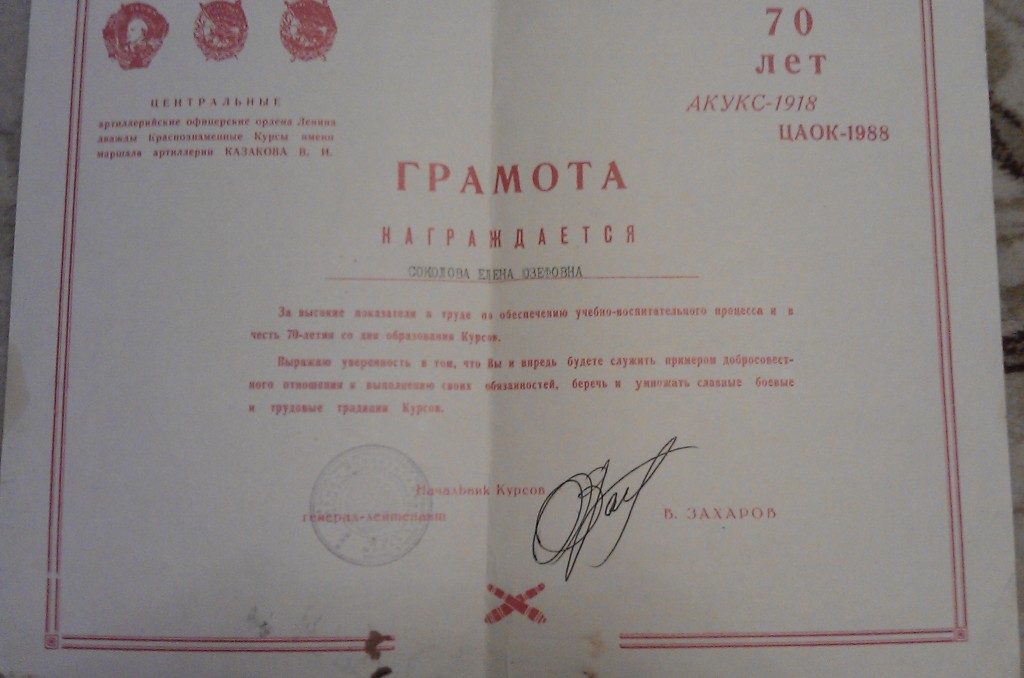 ЦЕНТРАЛЬНЫЕ
артиллерийские офицерские ордена Ленина
дважды Краснознаменные Курсы имени
маршала артиллерии КАЗАКОВА В. И.
70
лет
АКУКС-1918
ЦАОК-1988
ГРАМОТА
НАГРАЖДАЕТСЯ
СОКОЛОВА ЕЛЕНА ЮЗЕФОВНА
За высокие показатели в труде по обеспечению учебно-воспитательного процесса и в
честь 70-летия со дня образования Курсов.
Выражаю уверенность в том, что Вы и впредь будете служить примером добросовест-
ного отношения к выполнению своих обязанностей, беречь и умножать славные боевые
и трудовые традиции Курсов.
Начальник Курсов
генерал-лейтенант
В. ЗАХАРОВ